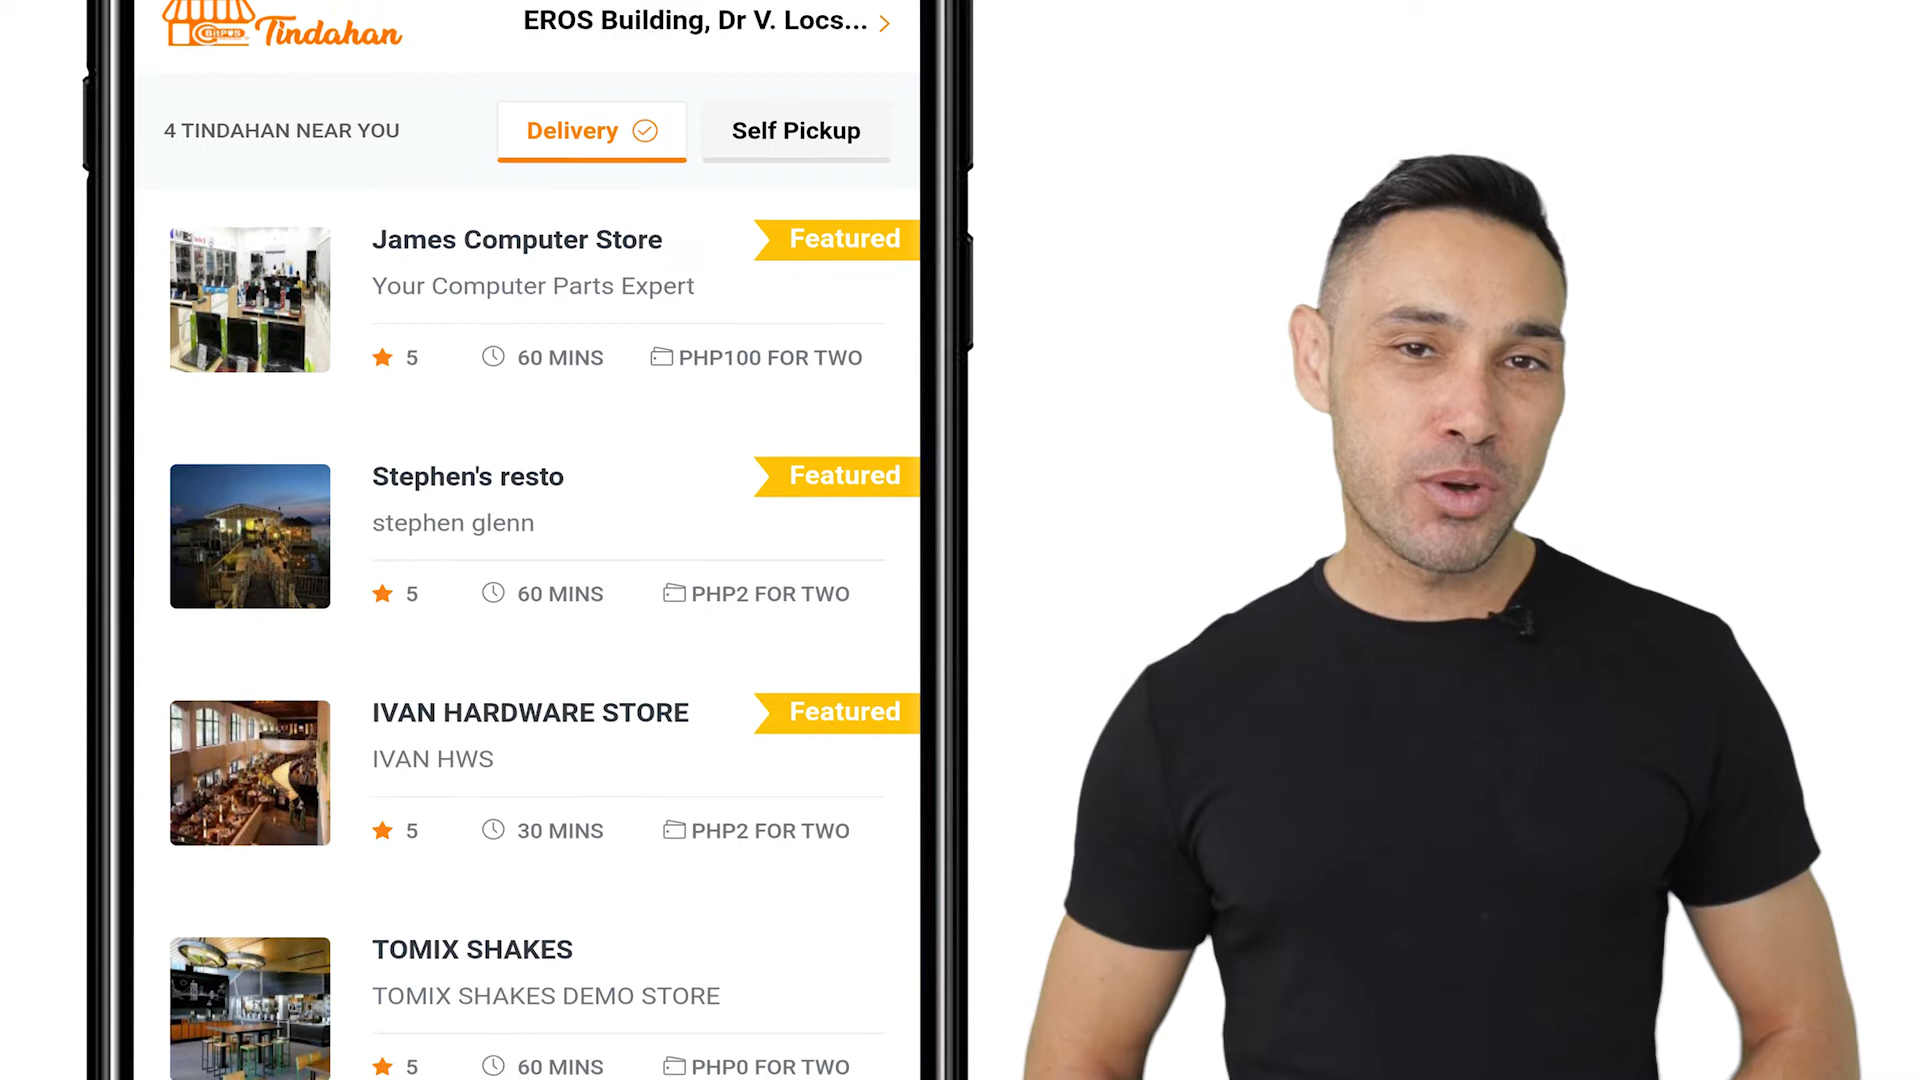 BitPOS
Tindahan
EROS Building, Dr V. Locs...
4 TINDAHAN NEAR YOU
Delivery
Self Pickup
James Computer Store
Featured
Your Computer Parts Expert
5
60 MINS
PHP100 FOR TWO
Stephen's resto
Featured
stephen glenn
5
60 MINS
PHP2 FOR TWO
IVAN HARDWARE STORE
Featured
IVAN HWS
5
30 MINS
PHP2 FOR TWO
TOMIX SHAKES
TOMIX SHAKES DEMO STORE
5
60 MINS
PHP0 FOR TWO